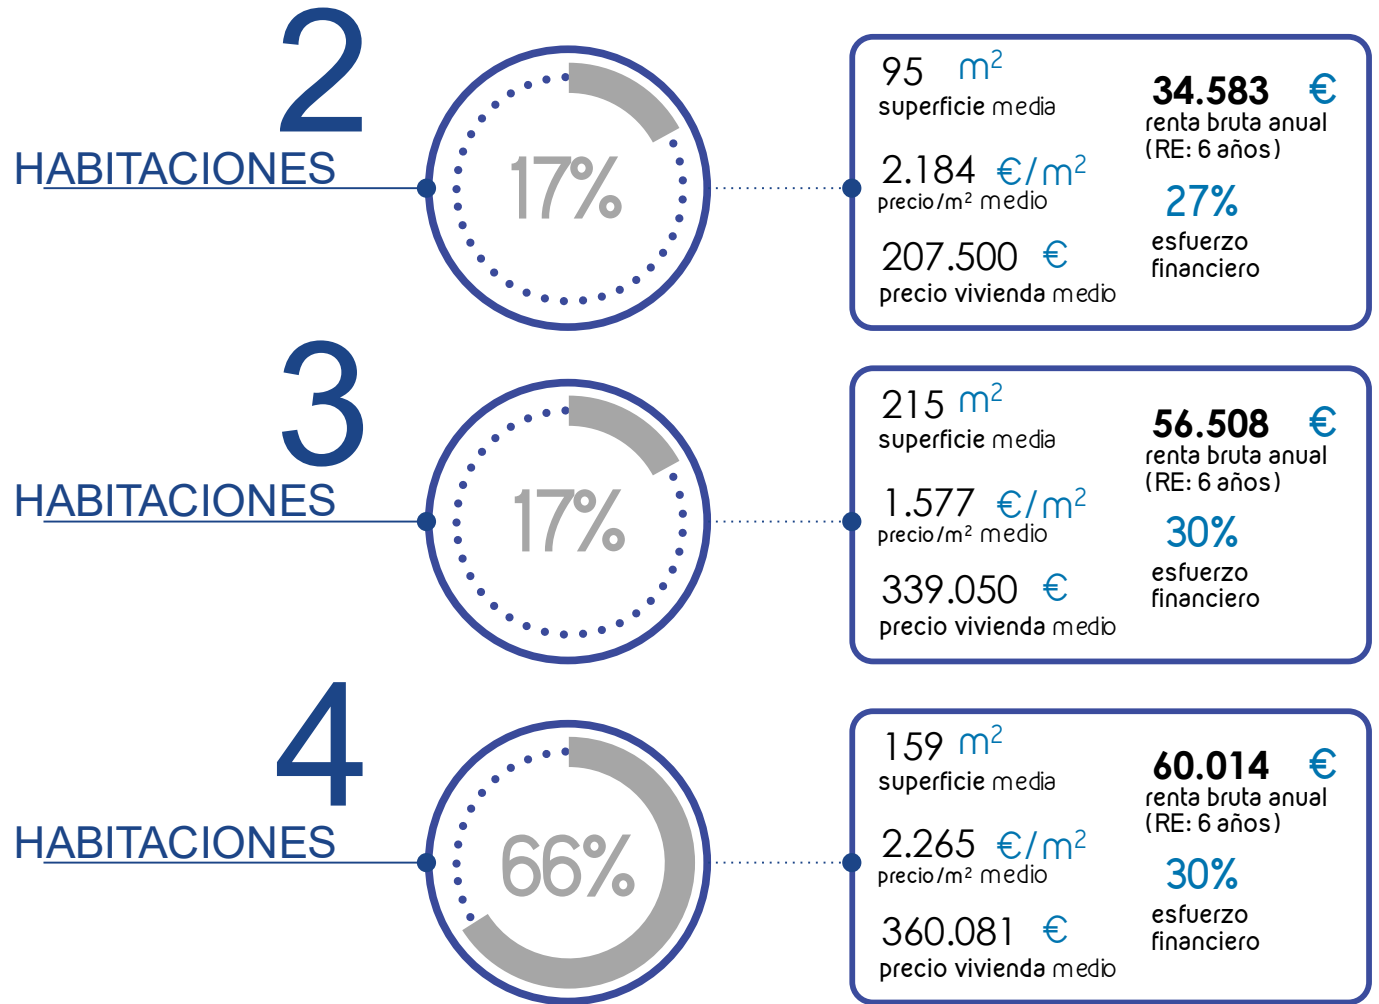 2
HABITACIONES
17%
95 m²
superficie media
2.184 €/m²
precio/m² medio
207.500 €
precio vivienda medio
34.583 €
renta bruta anual
(RE: 6 años)
27%
esfuerzo
financiero
3
HABITACIONES
17%
215 m²
superficie media
1.577 €/m²
precio/m² medio
339.050 €
precio vivienda medio
56.508 €
renta bruta anual
(RE: 6 años)
30%
esfuerzo
financiero
4
HABITACIONES
66%
159 m²
superficie media
2.265 €/m²
precio/m² medio
360.081 €
precio vivienda medio
60.014 €
renta bruta anual
(RE: 6 años)
30%
esfuerzo
financiero